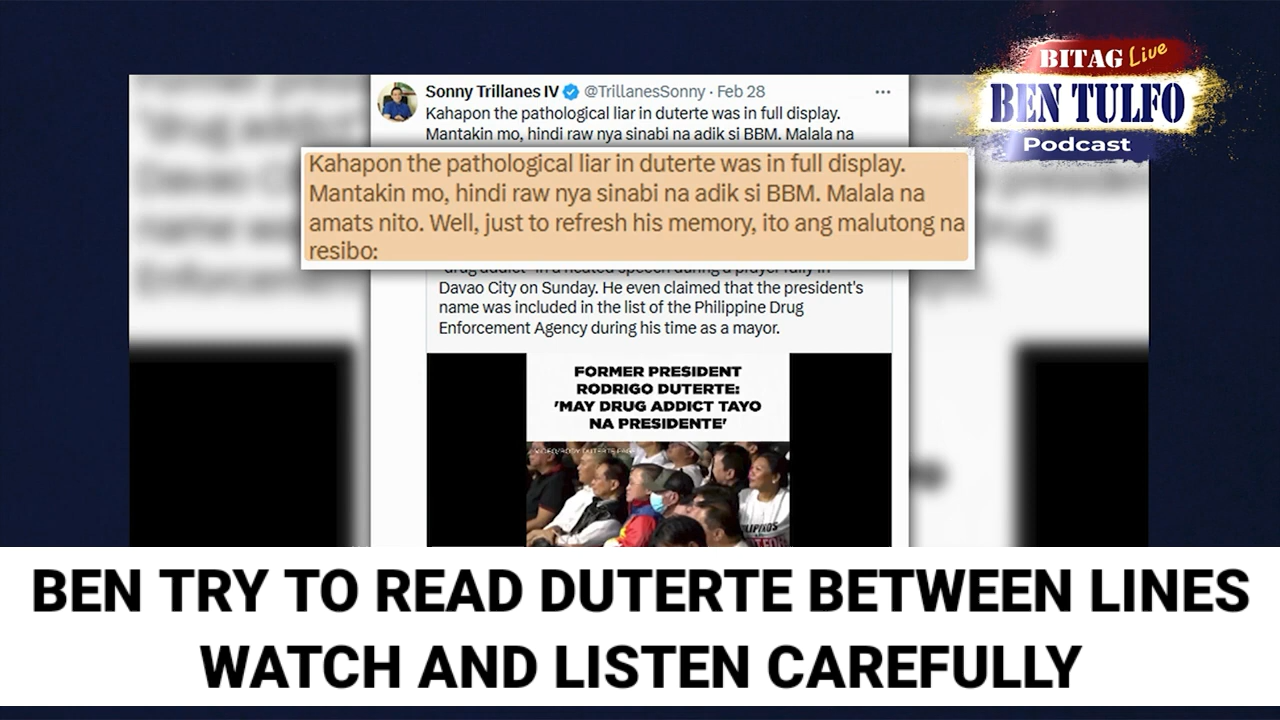 BITAG Live
BEN TULFO
Podcast
Sonny Trillanes IV @TrillanesSonny · Feb 28 ...
Kahapon the pathological liar in duterte was in full display.
Mantakin mo, hindi raw nya sinabi na adik si BBM. Malala na
Kahapon the pathological liar in duterte was in full display.
Mantakin mo, hindi raw nya sinabi na adik si BBM. Malala na
amats nito. Well, just to refresh his memory, ito ang malutong na
resibo:
"drug addict" in a heated speech during a prayer rally in
Davao City on Sunday. He even claimed that the president's
name was included in the list of the Philippine Drug
Enforcement Agency during his time as a mayor.
FORMER PRESIDENT
RODRIGO DUTERTE:
'MAY DRUG ADDICT TAYO
NA PRESIDENTE'
BEN TRY TO READ DUTERTE BETWEEN LINES
WATCH AND LISTEN CAREFULLY